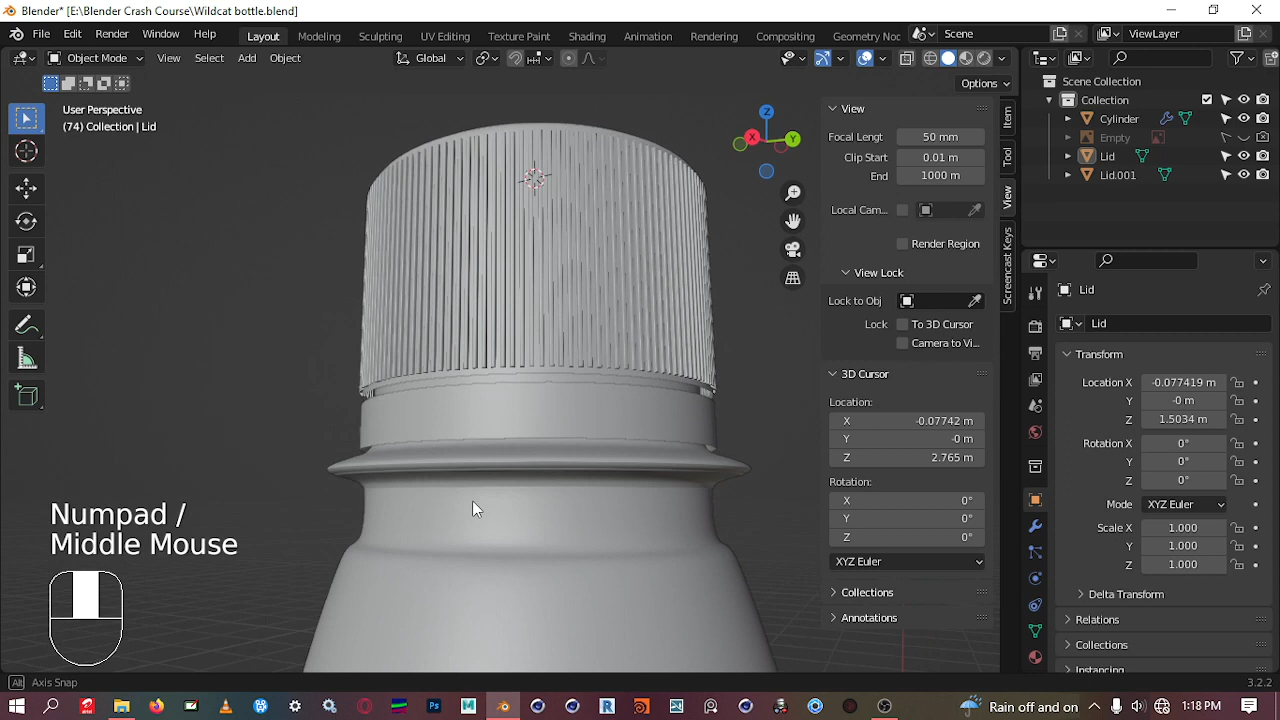 Blender* [E:\Blender Crash Course\Wildcat bottle.blend]
File Edit Render Window Help Layout Modeling Sculpting UV Editing Texture Paint Shading Animation Rendering Compositing Geometry Noc Scene ViewLayer
Object Mode View Select Add Object Global
Options
User Perspective
(74) Collection | Lid
Z
X
Y
View
Focal Lengt 50 mm
Clip Start 0.01 m
End 1000 m
Local Cam...
Render Region
View Lock
Lock to Obj
Lock To 3D Cursor
Camera to Vi...
3D Cursor
Location:
X -0.07742 m
Y -0 m
Z 2.765 m
Rotation:
X 0°
Y 0°
Z 0°
XYZ Euler
Collections
Annotations
Item
Tool
View
Screencast Keys
Scene Collection
Collection
Cylinder
Empty
Lid
Lid.001
Lid
Lid
Transform
Location X -0.077419 m
Y -0 m
Z 1.5034 m
Rotation X 0°
Y 0°
Z 0°
Mode XYZ Euler
Scale X 1.000
Y 1.000
Z 1.000
Delta Transform
Relations
Collections
Instancing
Numpad /
Middle Mouse
Alt Axis Snap 3.2.2
Ps M R Rain off and on 1:18 PM